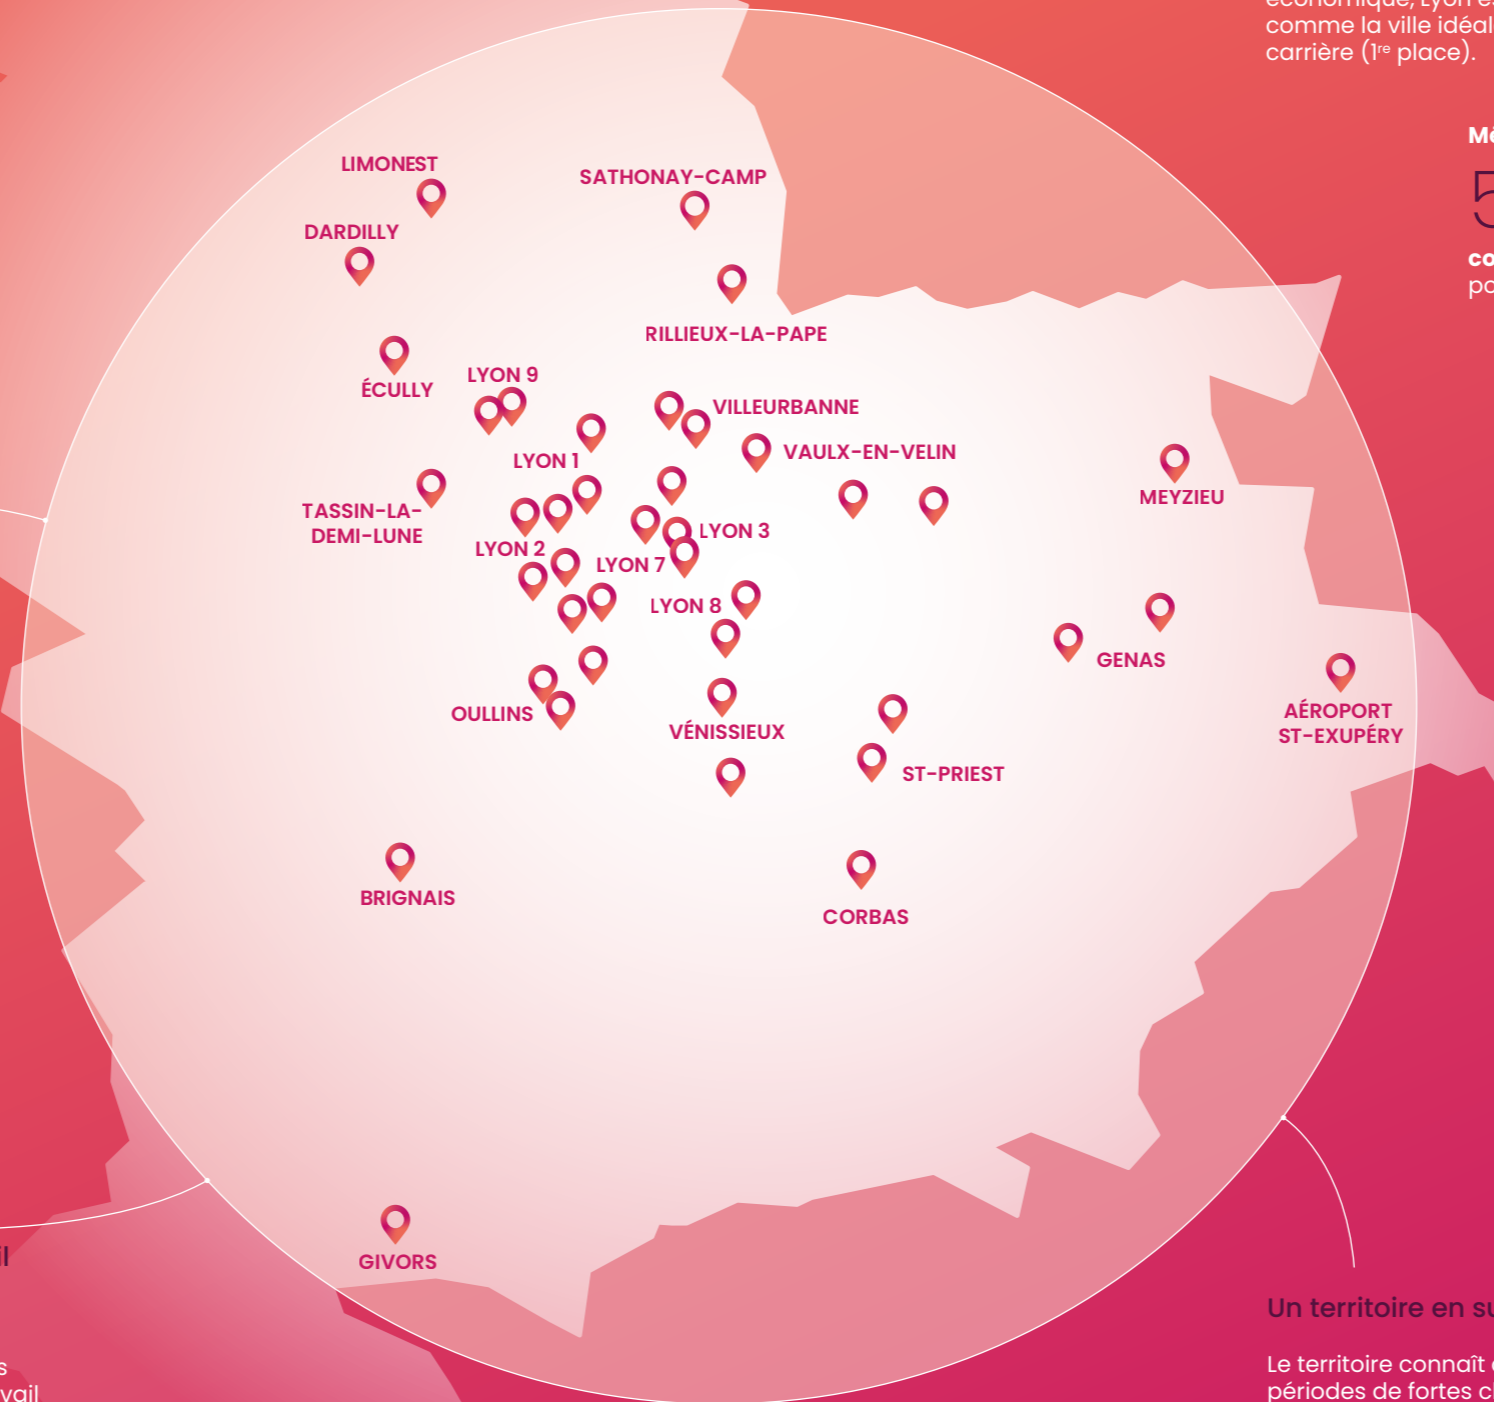 comme la ville idéal
carrière (1re place).
LIMONEST
SATHONAY-CAMP
DARDILLY
RILLIEUX-LA-PAPE
LYON 9
ÉCULLY
VILLEURBANNE
VAULX-EN-VELIN
LYON 1
MEYZIEU
TASSIN-LA-
DEMI-LUNE
LYON 3
LYON 2
LYON 7
LYON 8
GENAS
OULLINS
AÉROPORT
ST-EXUPÉRY
VÉNISSIEUX
ST-PRIEST
BRIGNAIS
CORBAS
GIVORS
Un territoire en su
Le territoire connaît
périodes de fortes